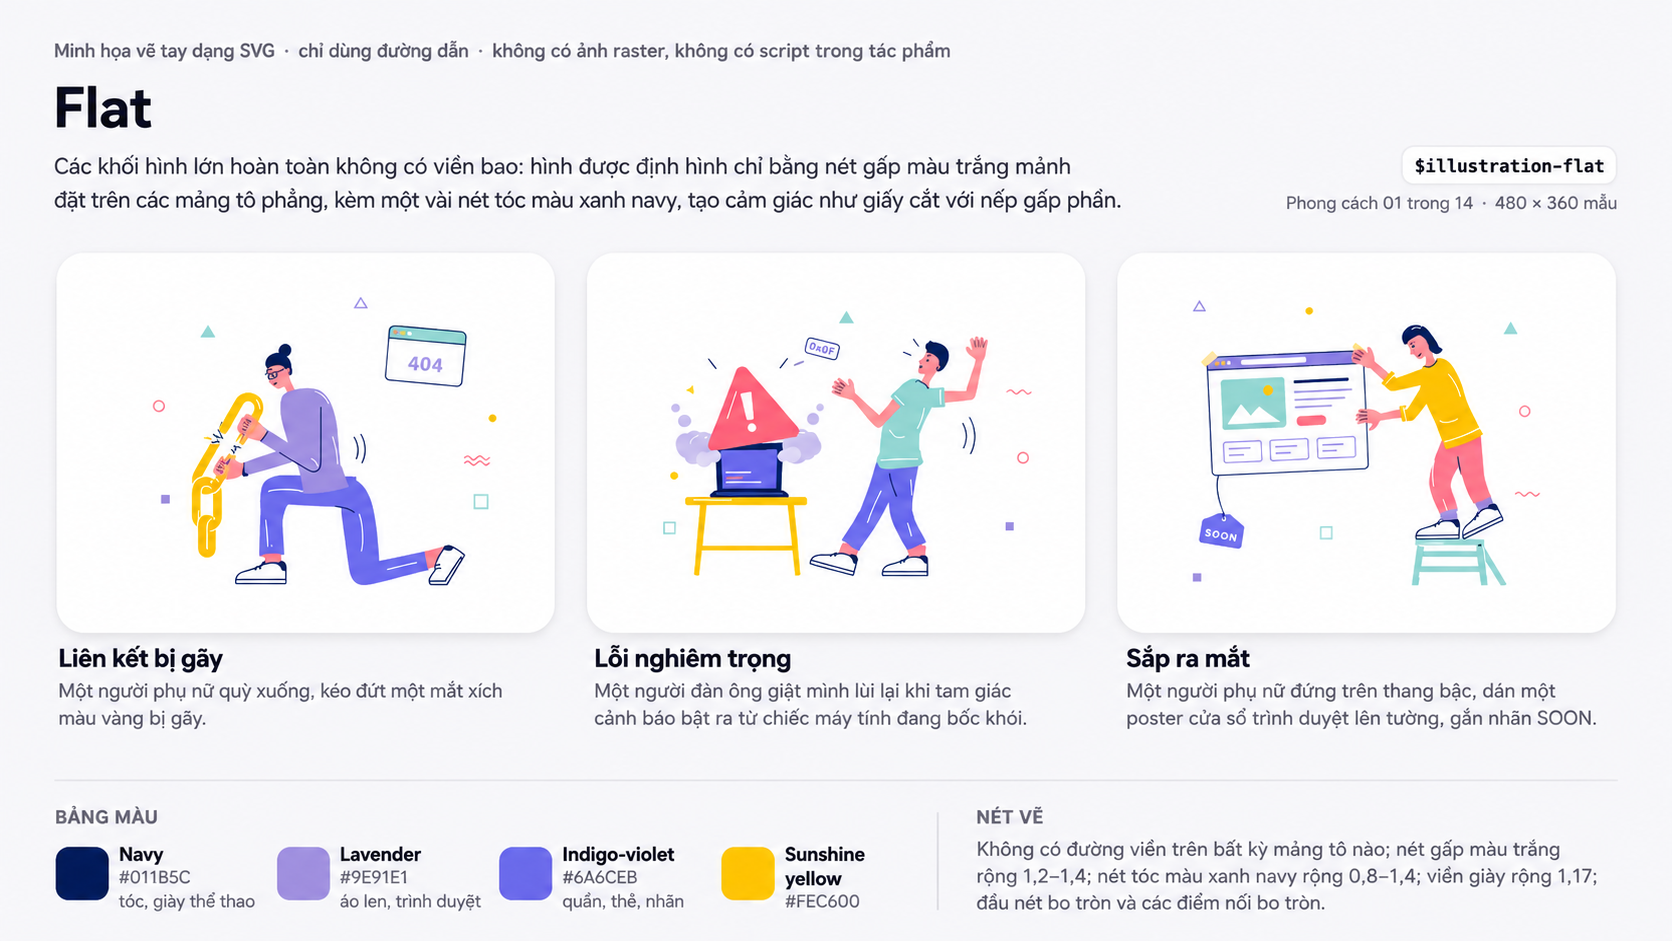 Minh họa vẽ tay dạng SVG · chỉ dùng đường dẫn · không có ảnh raster, không có script trong tác phẩm
Flat
Các khối hình lớn hoàn toàn không có viền bao: hình được định hình chỉ bằng nét gấp màu trắng mảnh
đặt trên các mảng tô phẳng, kèm một vài nét tóc màu xanh navy, tạo cảm giác như giấy cắt với nếp gấp phẳn.
$illustration-flat
Phong cách 01 trong 14 · 480 × 360 mẫu
404
0x0F
SOON
Liên kết bị gãy
Một người phụ nữ quỳ xuống, kéo đứt một mắt xích
màu vàng bị gãy.
Lỗi nghiêm trọng
Một người đàn ông giật mình lùi lại khi tam giác
cảnh báo bật ra từ chiếc máy tính đang bốc khói.
Sắp ra mắt
Một người phụ nữ đứng trên thang bậc, dán một
poster cửa sổ trình duyệt lên tường, gắn nhãn SOON.
BẢNG MÀU
Navy
#011B5C
tóc, giày thể thao
Lavender
#9E91E1
áo len, trình duyệt
Indigo-violet
#6A6CEB
quần, thẻ, nhãn
Sunshine
yellow
#FEC600
NÉT VẼ
Không có đường viền trên bất kỳ mảng tô nào; nét gấp màu trắng
rộng 1,2–1,4; nét tóc màu xanh navy rộng 0,8–1,4; viền giày rộng 1,17;
đầu nét bo tròn và các điểm nối bo tròn.